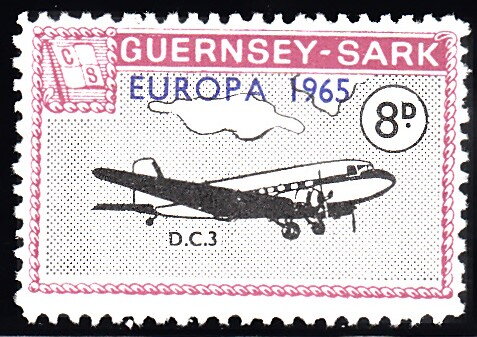 C S
GUERNSEY-SARK
EUROPA 1965
8D.
D.C.3